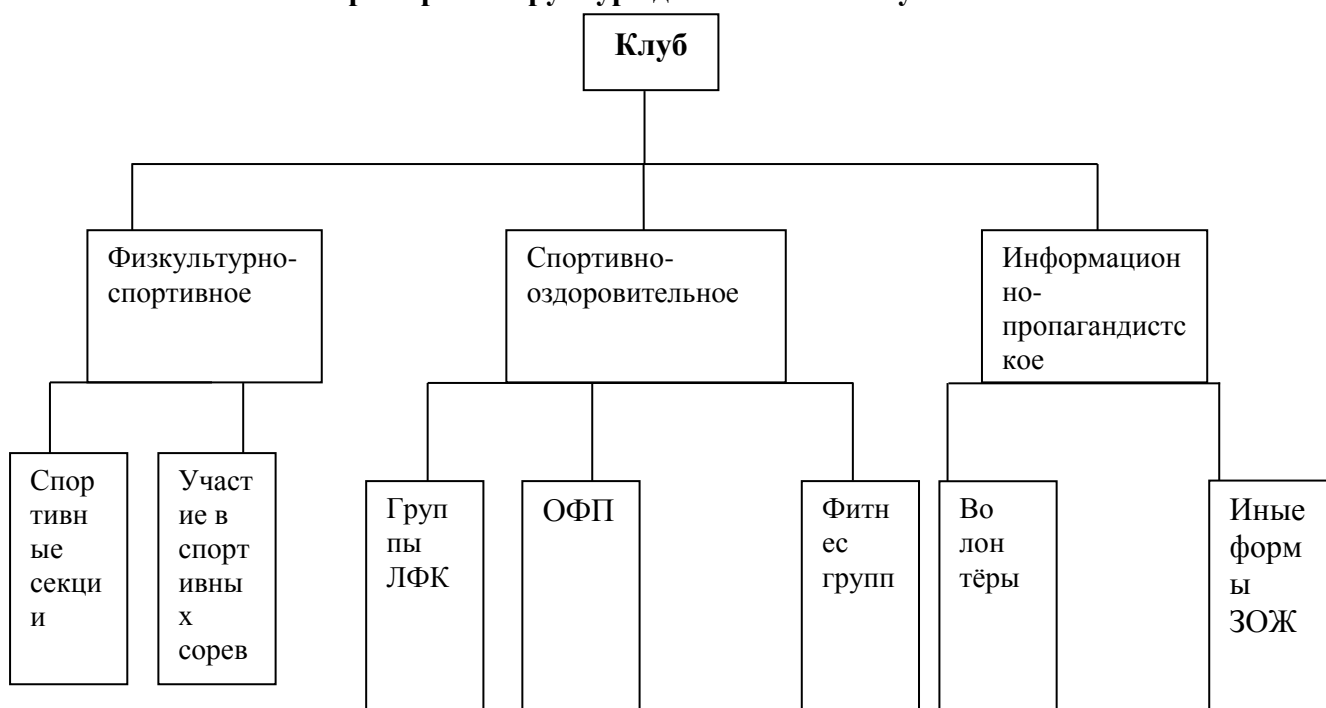 Клуб
Физкультурно-
спортивное
Спортивно-
оздоровительное
Информацион
но-
пропагандистс
кое
Спор
тивн
ые
секци
и
Участ
ие в
спорт
ивны
х
сорев
Груп
пы
ЛФК
ОФП
Фитн
ес
групп
Во
лон
тёры
Иные
форм
ы
ЗОЖ